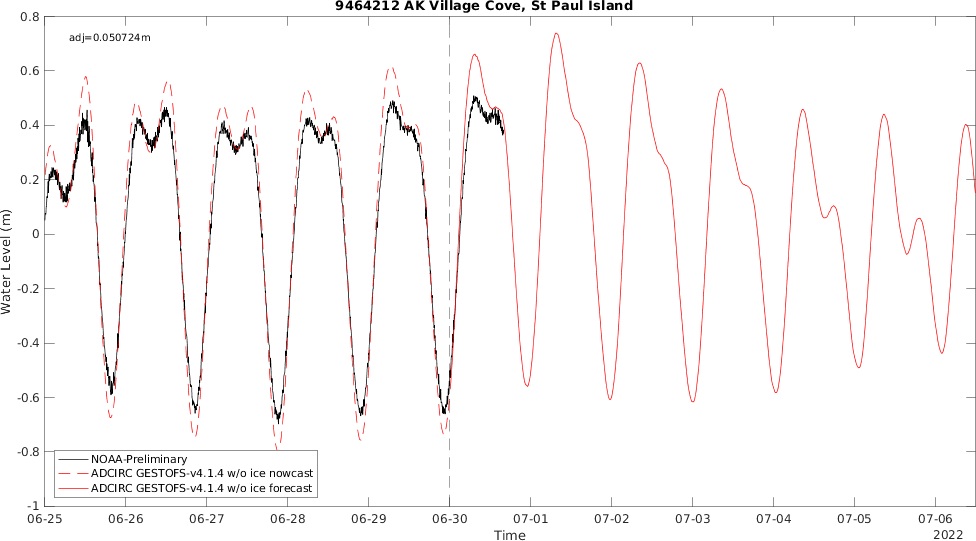 9464212 AK Village Cove, St Paul Island
adj=0.050724m
0.8
0.6
0.4
0.2
0
-0.2
-0.4
-0.6
-0.8
-1
Water Level (m)
NOAA-Preliminary
ADCIRC GESTOFS-v4.1.4 w/o ice nowcast
ADCIRC GESTOFS-v4.1.4 w/o ice forecast
06-25 06-26 06-27 06-28 06-29 06-30 07-01 07-02 07-03 07-04 07-05 07-06
Time
2022